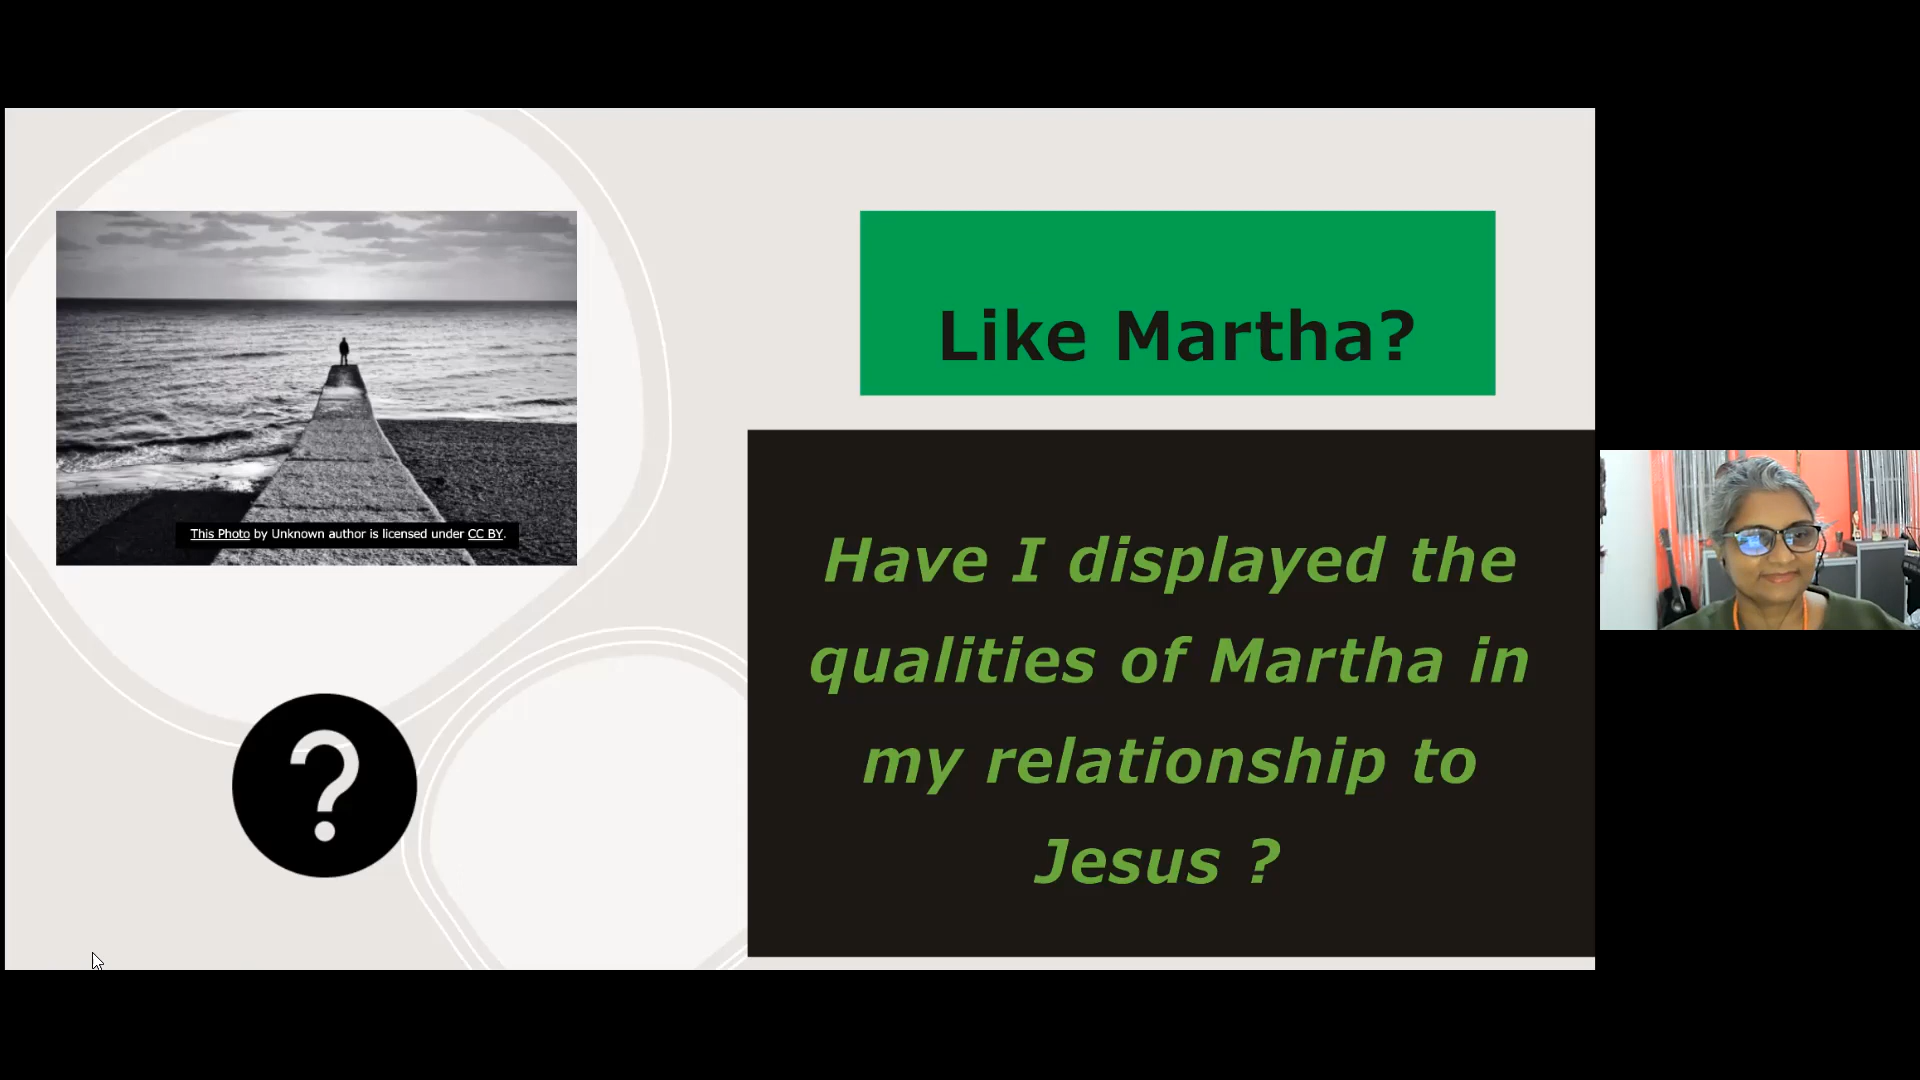 Like Martha?
This Photo by Unknown author is licensed under CC BY.
Have I displayed the
qualities of Martha in
my relationship to
Jesus ?
?